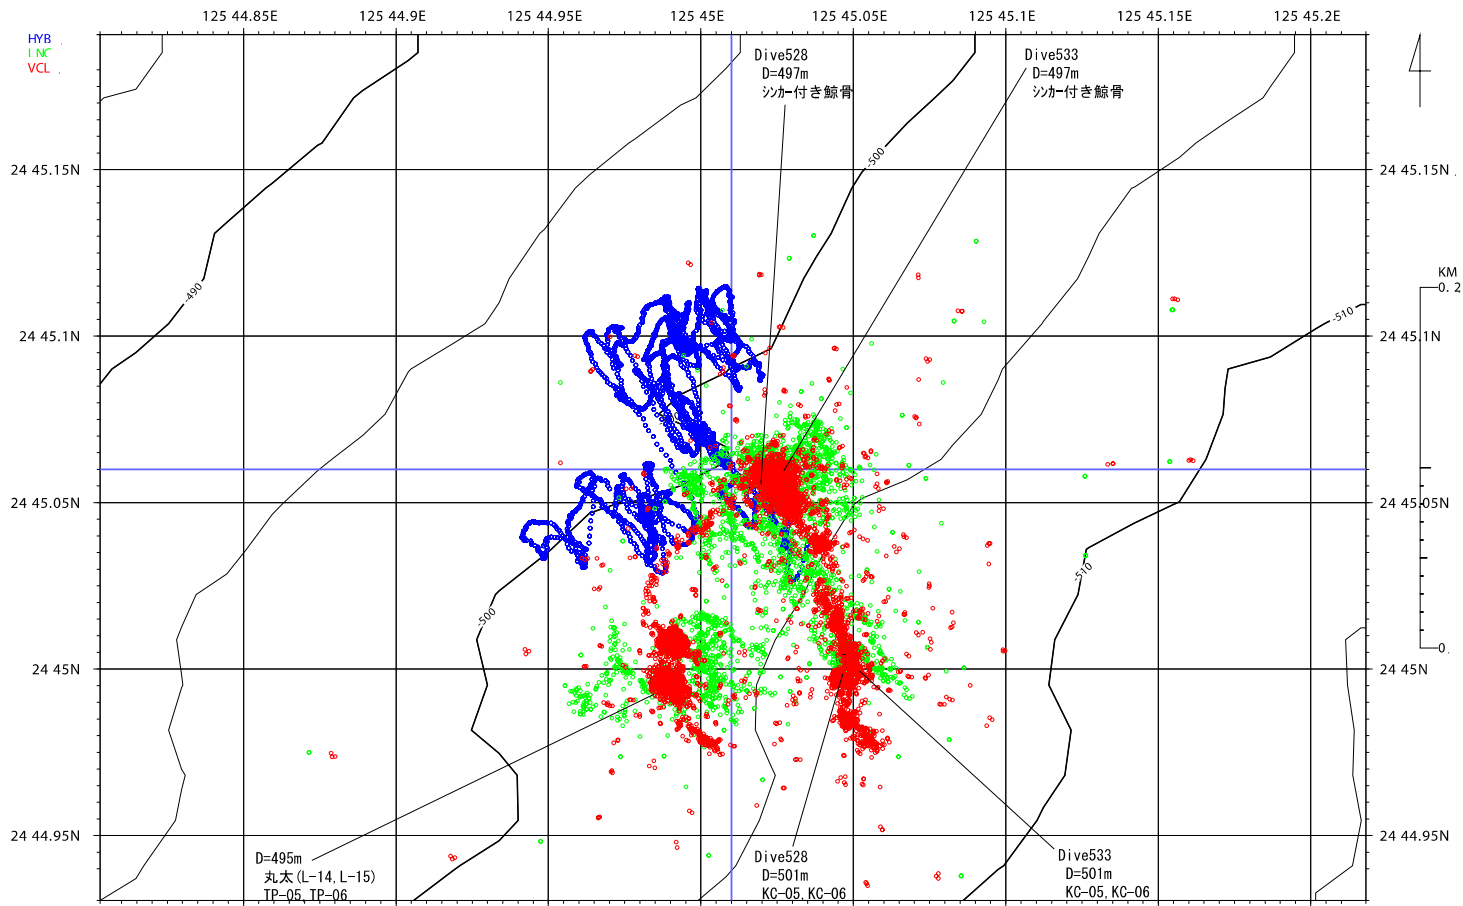 125 44.85E 125 44.9E 125 44.95E 125 45E 125 45.05E 125 45.1E 125 45.15E 125 45.2E
HYB
LNC
VCL
Dive528
D=497m
シンカー付き鯨骨
Dive533
D=497m
シンカー付き鯨骨
24 45.15N
-500
24 45.15N
-490
KM
0.2
-510
24 45.1N
24 45.1N
24 45.05N
24 45.05N
-510
-500
0
24 45N
24 45N
24 44.95N
24 44.95N
D=495m
丸太(L-14, L-15)
TP-05, TP-06
Dive528
D=501m
KC-05, KC-06
Dive533
D=501m
KC-05, KC-06